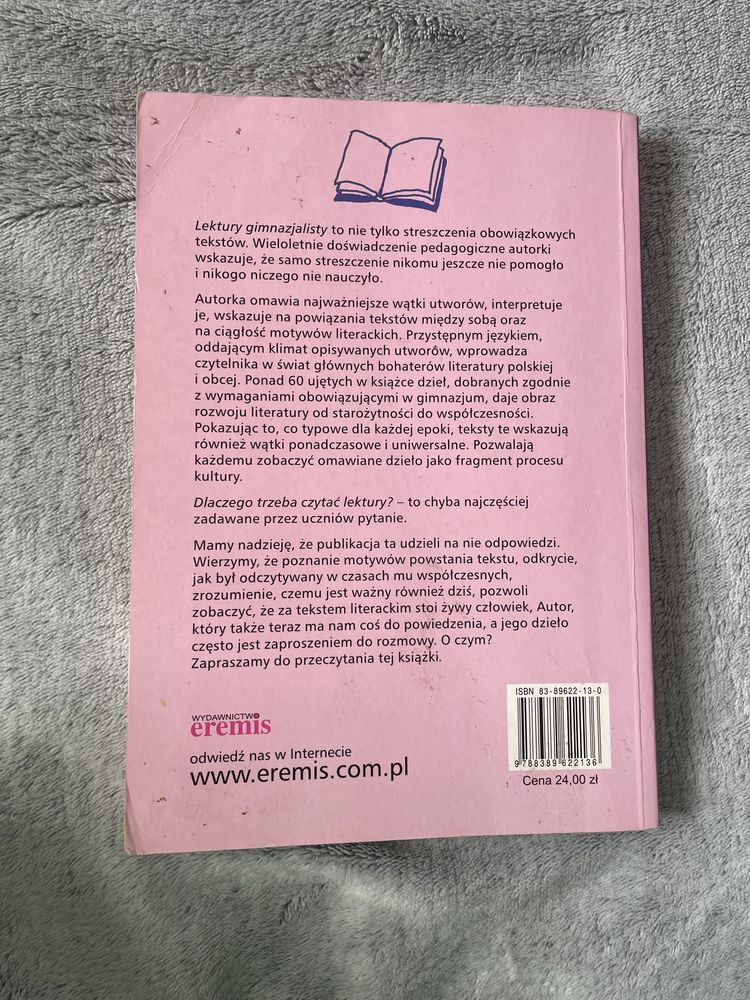 Lektury gimnazjalisty to nie tylko streszczenia obowiązkowych
tekstów. Wieloletnie doświadczenie pedagogiczne autorki
wskazuje, że samo streszczenie nikomu jeszcze nie pomogło
i nikogo niczego nie nauczyło.
Autorka omawia najważniejsze wątki utworów, interpretuje
je, wskazuje na powiązania tekstów między sobą oraz
na ciągłość motywów literackich. Przystępnym językiem,
oddającym klimat opisywanych utworów, wprowadza
czytelnika w świat głównych bohaterów literatury polskiej
i obcej. Ponad 60 ujętych w książce dzieł, dobranych zgodnie
z wymaganiami obowiązującymi w gimnazjum, daje obraz
rozwoju literatury od starożytności do współczesności.
Pokazując to, co typowe dla każdej epoki, teksty te wskazują
również wątki ponadczasowe i uniwersalne. Pozwalają
każdemu zobaczyć omawiane dzieło jako fragment procesu
kultury.
Dlaczego trzeba czytać lektury? – to chyba najczęściej
zadawane przez uczniów pytanie.
Mamy nadzieję, że publikacja ta udzieli na nie odpowiedzi.
Wierzymy, że poznanie motywów powstania tekstu, odkrycie,
jak był odczytywany w czasach mu współczesnych,
zrozumienie, czemu jest ważny również dziś, pozwoli
zobaczyć, że za tekstem literackim stoi żywy człowiek, Autor,
który także teraz ma nam coś do powiedzenia, a jego dzieło
często jest zaproszeniem do rozmowy. O czym?
Zapraszamy do przeczytania tej książki.
WYDAWNICTWO
eremis
odwiedź nas w Internecie
www.eremis.com.pl
ISBN 83-89622-13-0
9788389622136
Cena 24,00 zł